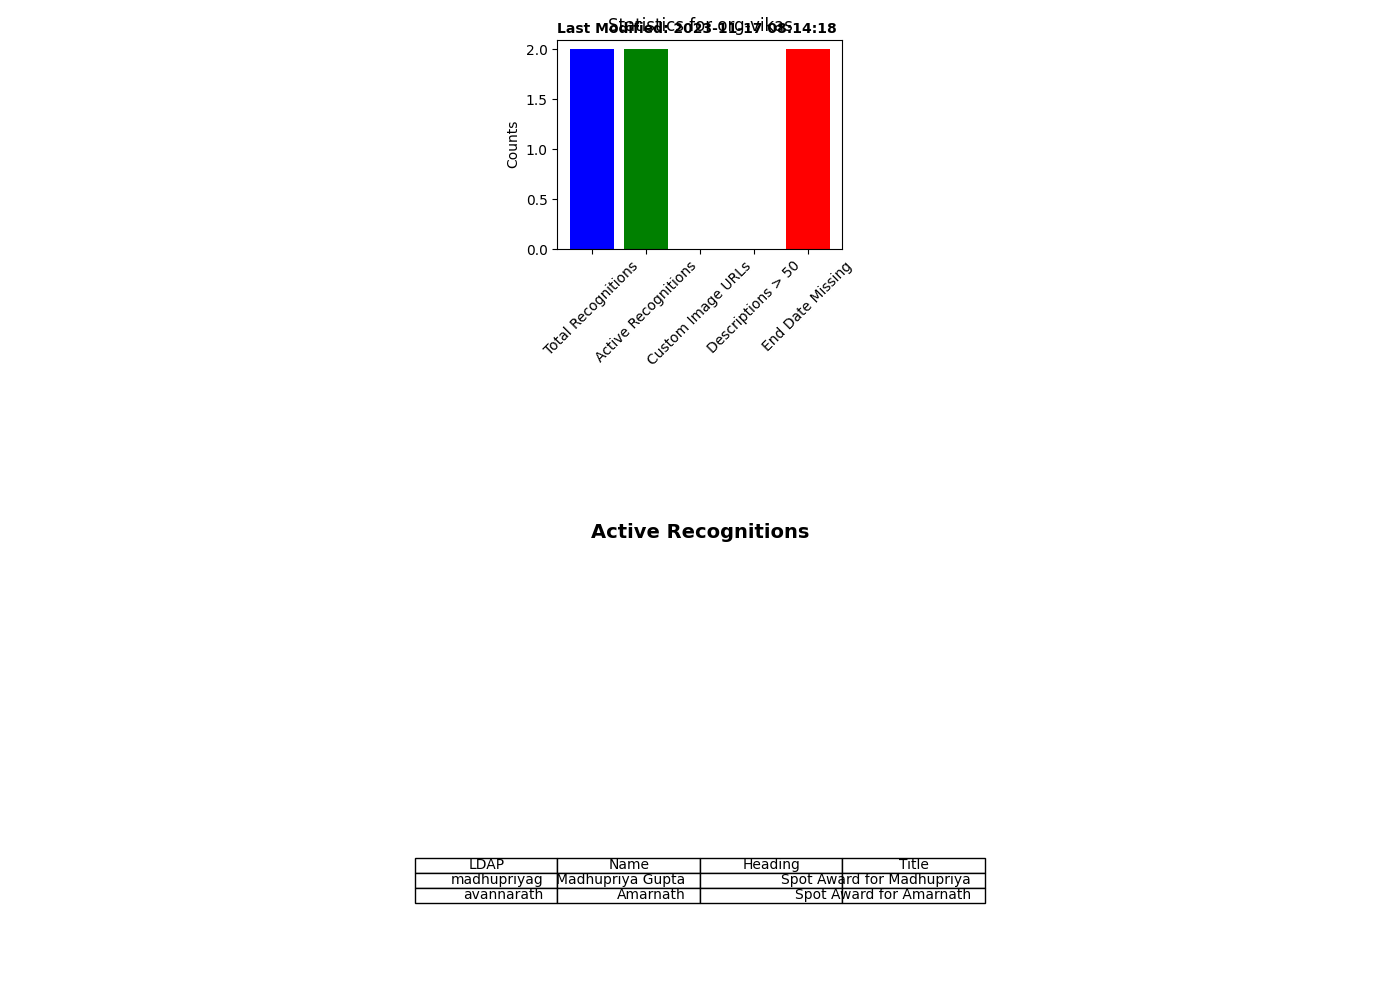 Statistics for org-vikas
Last Modified: 2023-11-17 08:14:18
Counts
2.0
1.5
1.0
0.5
0.0
Total Recognitions
Active Recognitions
Custom Image URLs
Descriptions > 50
End Date Missing
Active Recognitions
LDAP Name Heading Title
madhupriyag Madhupriya Gupta Spot Award for Madhupriya
avannarath Amarnath Spot Award for Amarnath